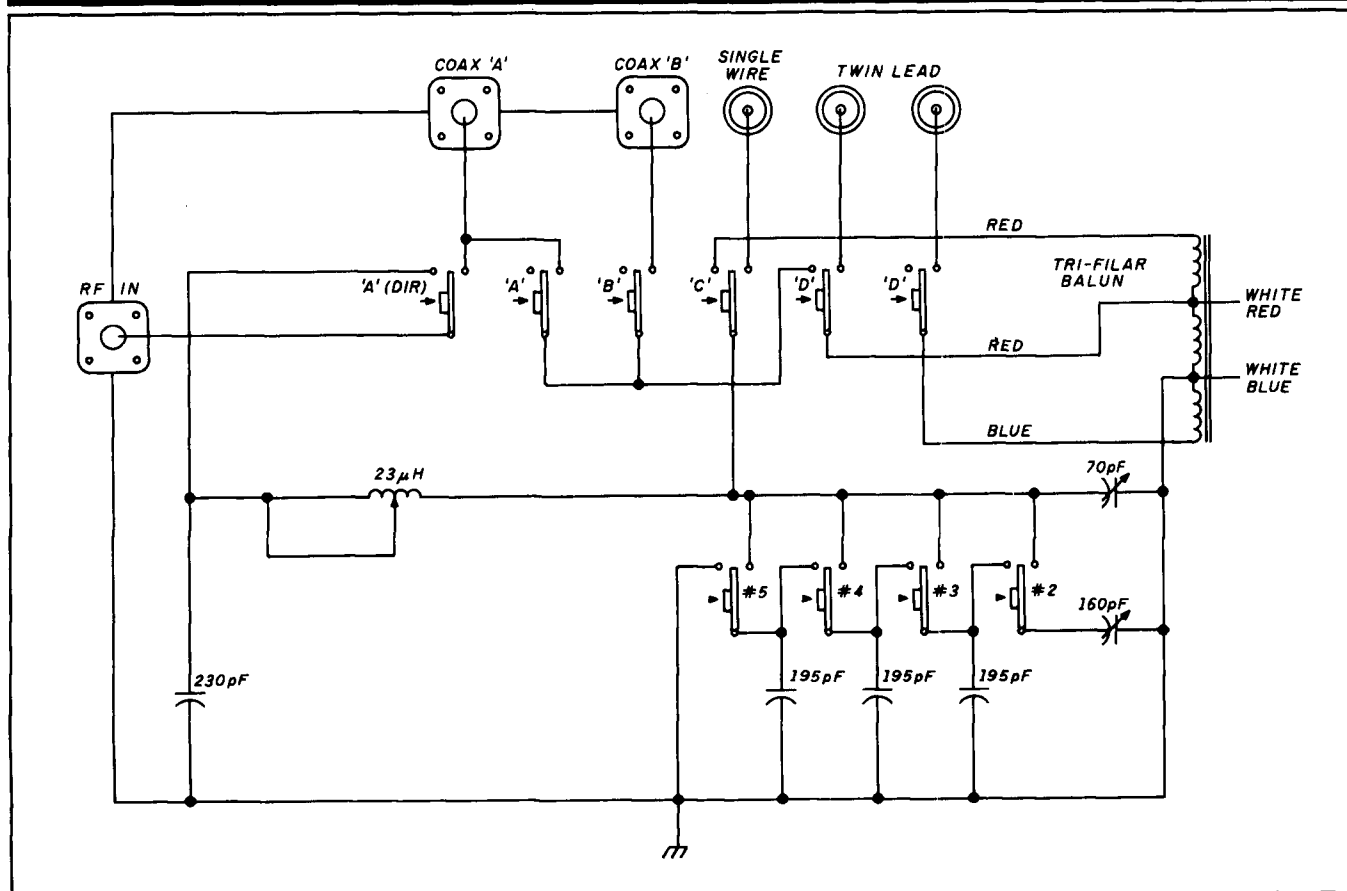 COAX 'A'
COAX 'B'
SINGLE
WIRE
TWIN LEAD
RED
TRI-FILAR
BALUN
RF IN
'A' (DIR)
'A'
'B'
'C'
'D'
'D'
WHITE
RED
RED
WHITE
BLUE
BLUE
23μH
70pF
#5
#4
#3
#2
160pF
230pF
195pF
195pF
195pF